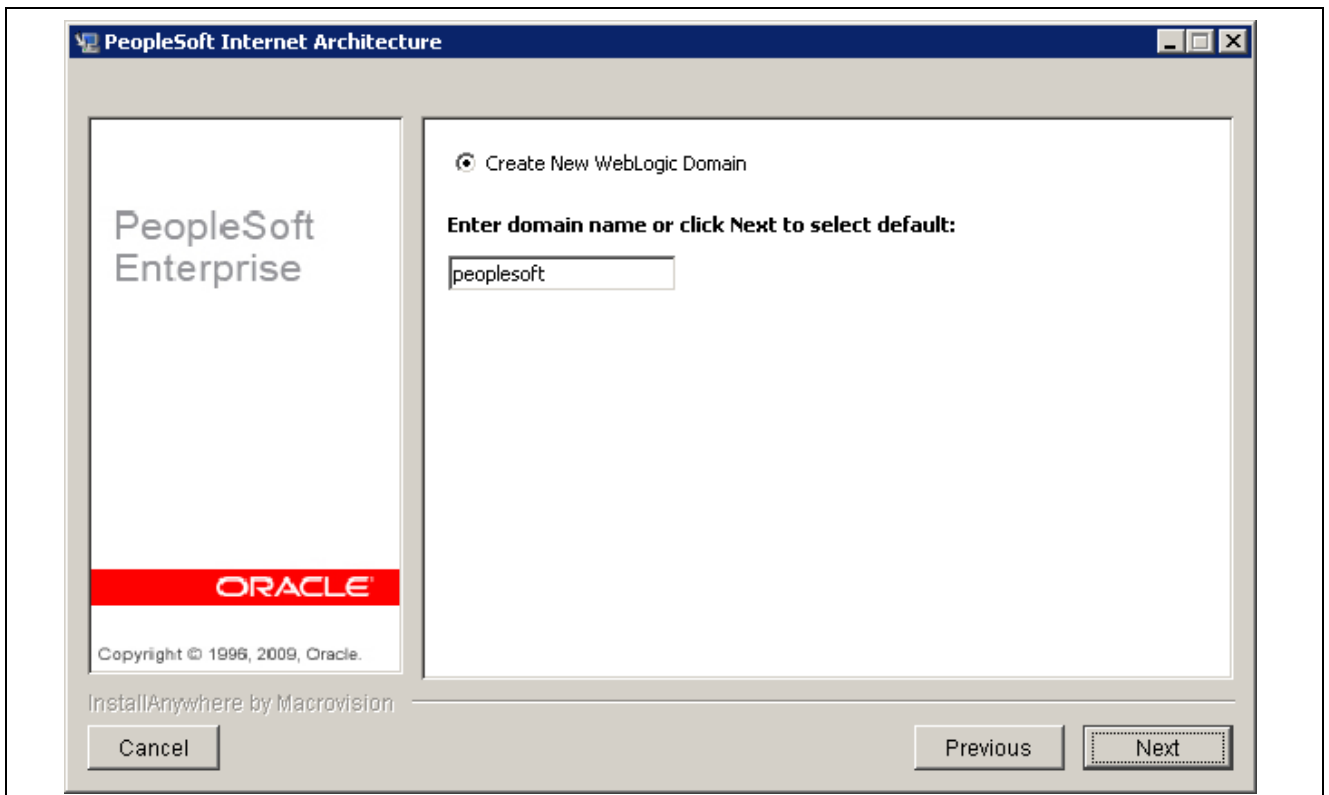 PeopleSoft Internet Architecture
Create New WebLogic Domain
PeopleSoft
Enterprise
Enter domain name or click Next to select default:
peoplesoft
ORACLE
Copyright © 1996, 2009, Oracle.
InstallAnywhere by Macrovision
Cancel
Previous
Next